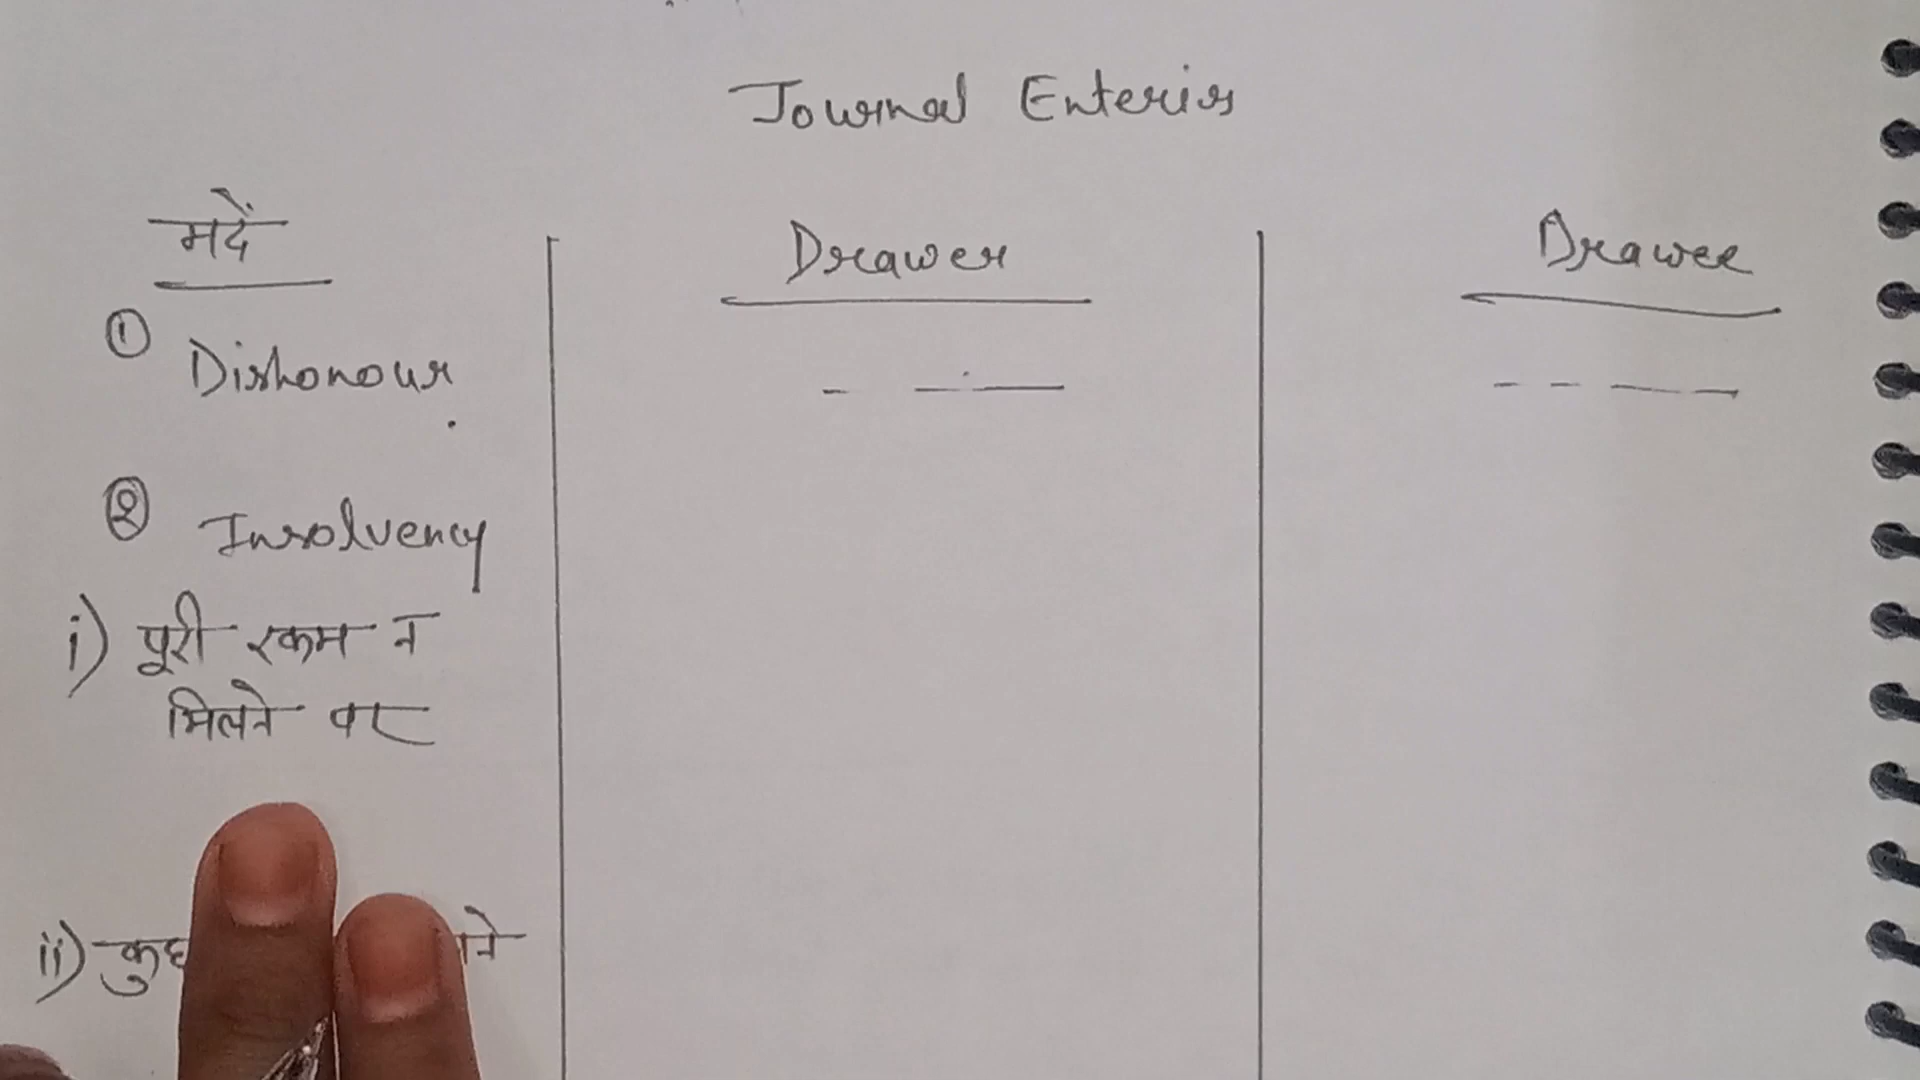 Journal Enteries
मदें
Drawer
Drawee
① Dishonour
② Insolvency
i) पूरी रकम न
मिलने पर
ii)